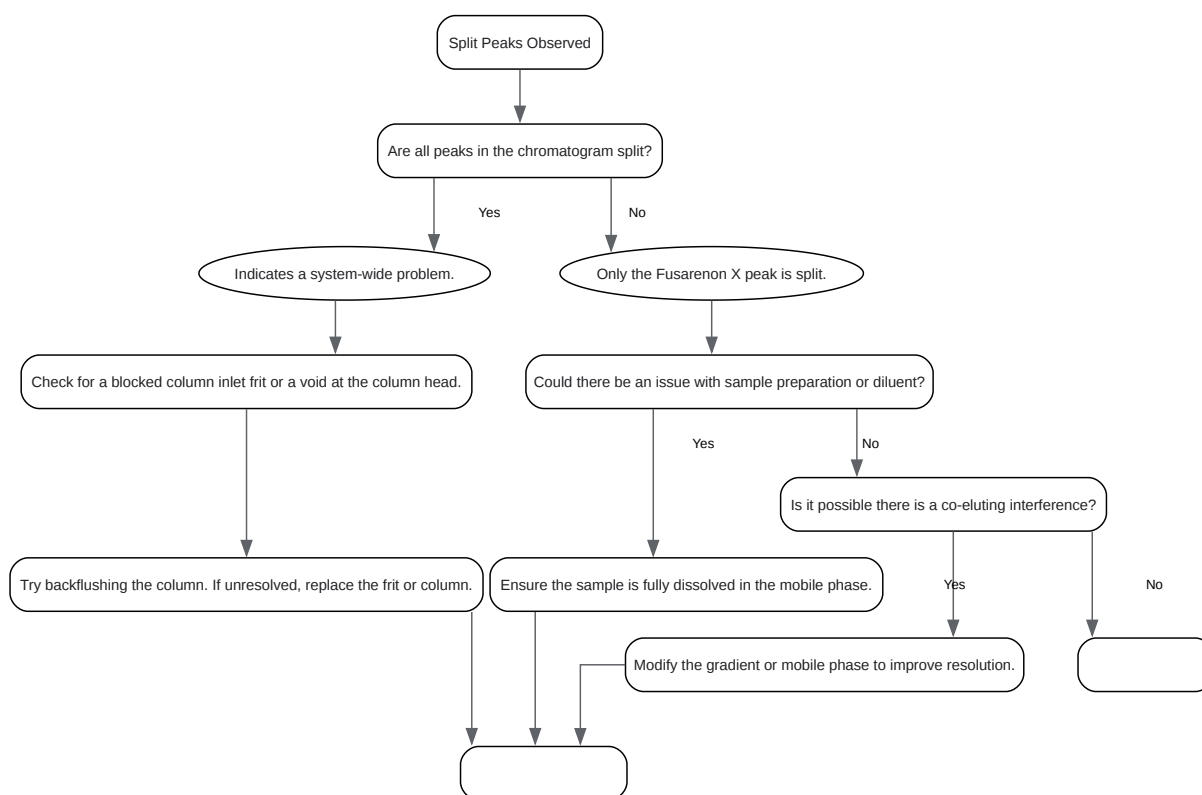 Split Peaks Observed
Are all peaks in the chromatogram split?
Yes
No
Indicates a system-wide problem.
Only the Fusarenon X peak is split.
Check for a blocked column inlet frit or a void at the column head.
Could there be an issue with sample preparation or diluent?
Yes
No
Is it possible there is a co-eluting interference?
Try backflushing the column. If unresolved, replace the frit or column.
Ensure the sample is fully dissolved in the mobile phase.
Yes
No
Modify the gradient or mobile phase to improve resolution.